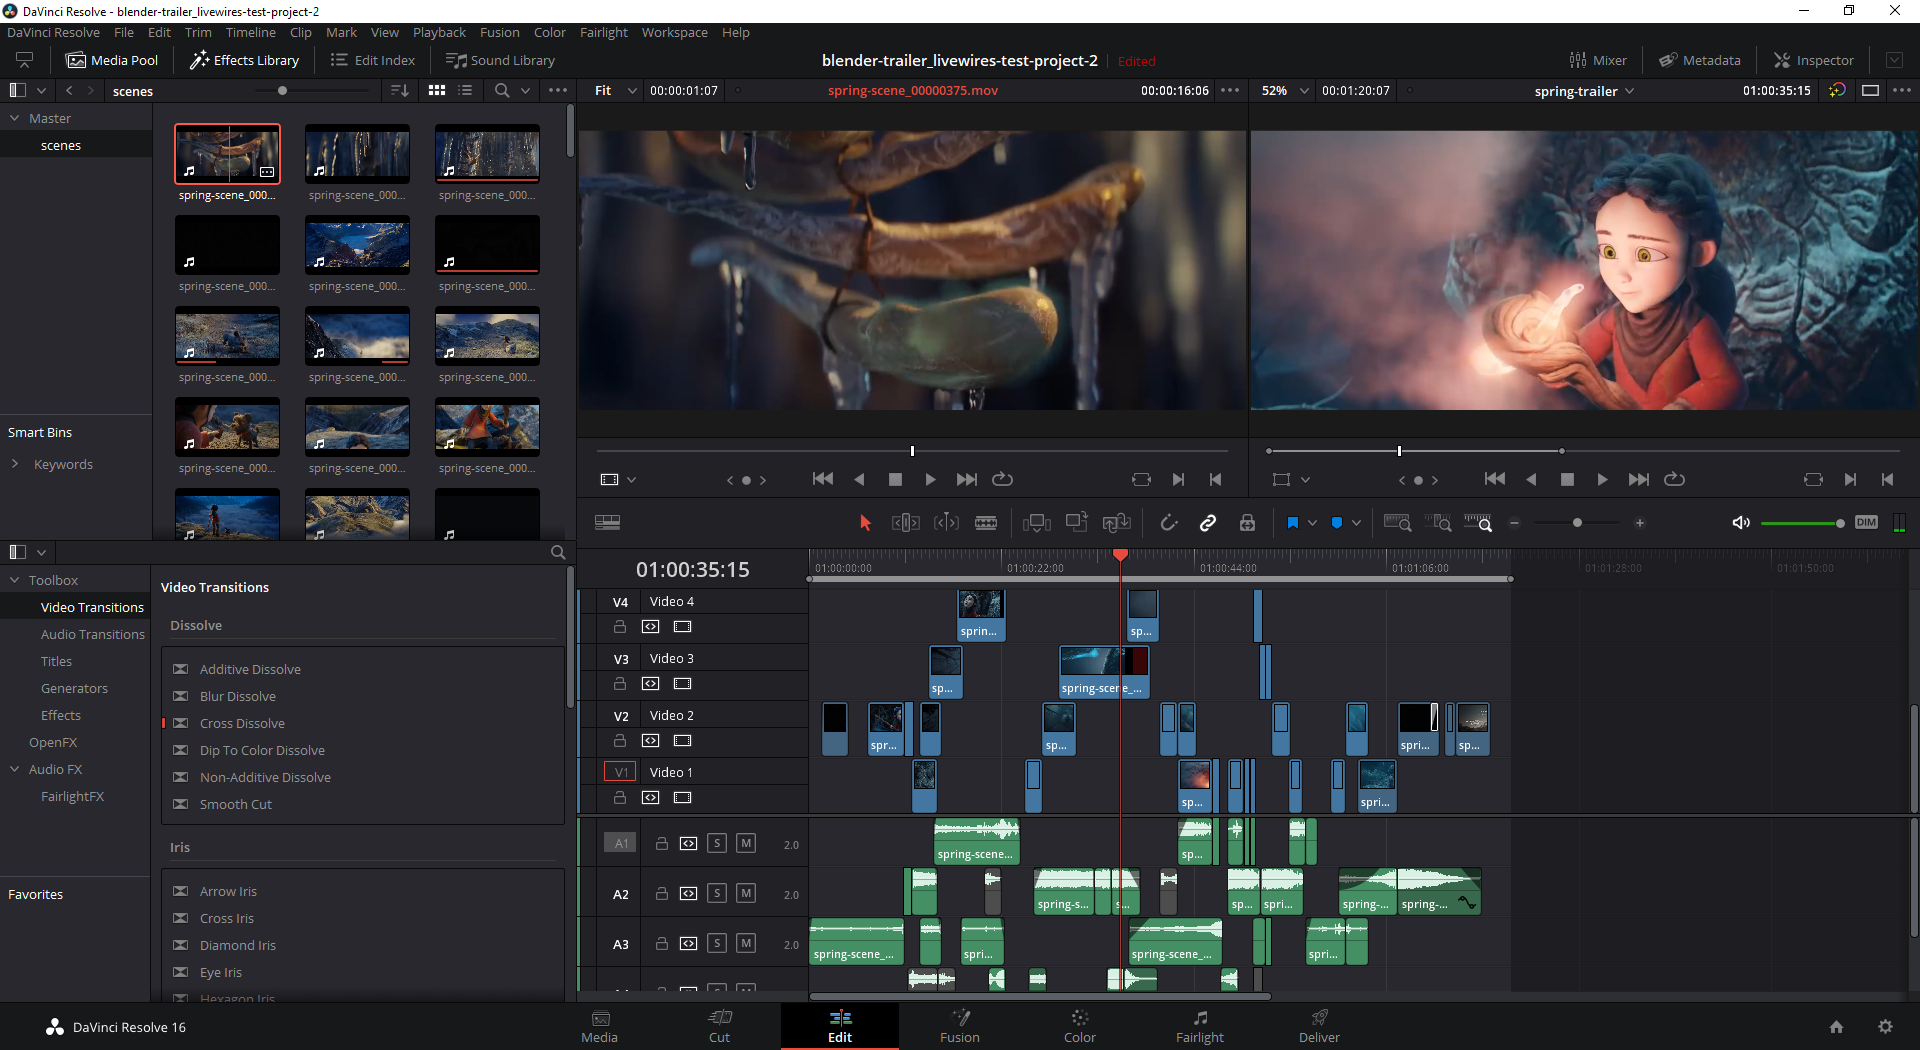 DaVinci Resolve - blender-trailer_livewires-test-project-2
DaVinci Resolve File Edit Trim Timeline Clip Mark View Playback Fusion Color Fairlight Workspace Help
Media Pool Effects Library Edit Index Sound Library blender-trailer_livewires-test-project-2 Edited Mixer Metadata Inspector
scenes Fit 00:00:01:07 spring-scene_00000375.mov 00:00:16:06 52% 00:01:20:07 spring-trailer 01:00:35:15
Master
scenes
spring-scene_000... spring-scene_000... spring-scene_000...
spring-scene_000... spring-scene_000... spring-scene_000...
spring-scene_000... spring-scene_000... spring-scene_000...
spring-scene_000... spring-scene_000... spring-scene_000...
Smart Bins
Keywords
DIM
Toolbox
Video Transitions
Audio Transitions
Titles
Generators
Effects
OpenFX
Audio FX
FairlightFX
Favorites
Video Transitions
Dissolve
Additive Dissolve
Blur Dissolve
Cross Dissolve
Dip To Color Dissolve
Non-Additive Dissolve
Smooth Cut
Iris
Arrow Iris
Cross Iris
Diamond Iris
Eye Iris
Hexagon Iris
01:00:35:15
01:00:00:00 01:00:22:00 01:00:44:00 01:01:06:00 01:01:28:00 01:01:50:00
V4 Video 4
sprin... sp...
V3 Video 3
sp... spring-scene_...
V2 Video 2
spr... sp... spri... sp...
V1 Video 1
sp... spri...
A1 S M 2.0
spring-scene... sp...
A2 S M 2.0
spring-s... s... sp... spri... spring-... spring-...
A3 S M 2.0
spring-scene_... spri... spring-scene_... spri...
DaVinci Resolve 16
Media Cut Edit Fusion Color Fairlight Deliver